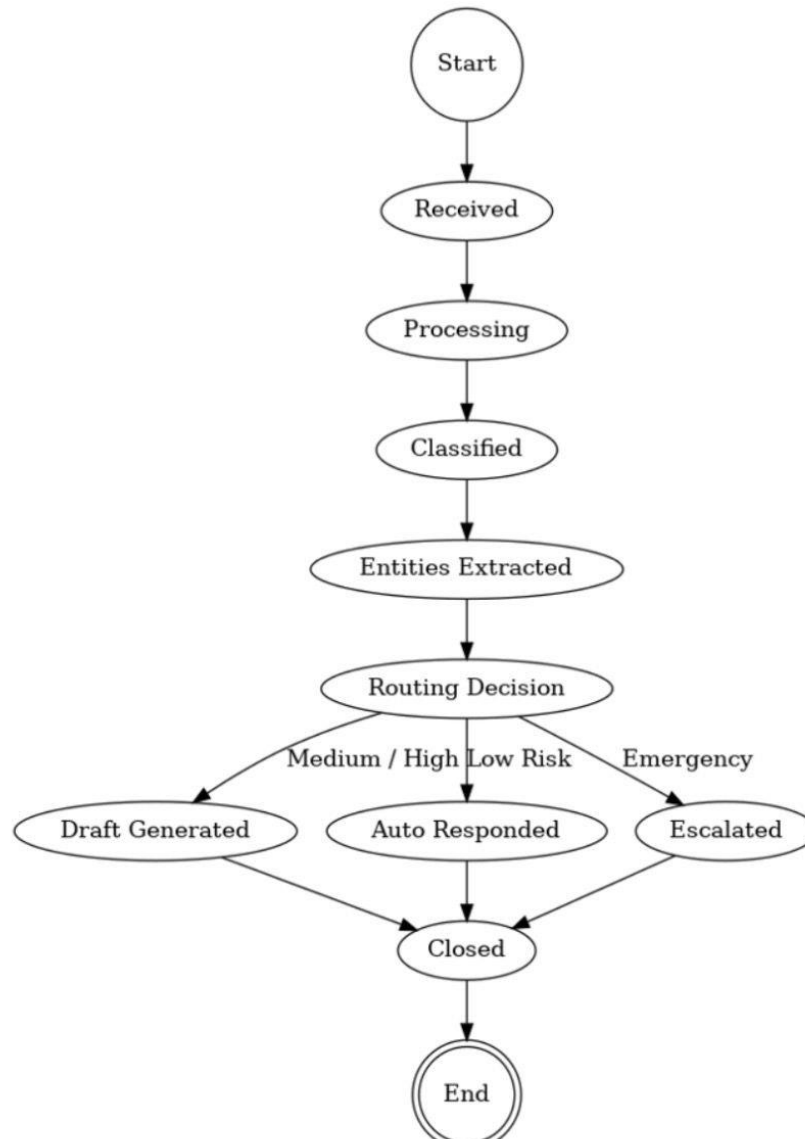 Start
Received
Processing
Classified
Entities Extracted
Routing Decision
Medium / High
Low Risk
Emergency
Draft Generated
Auto Responded
Escalated
Closed
End